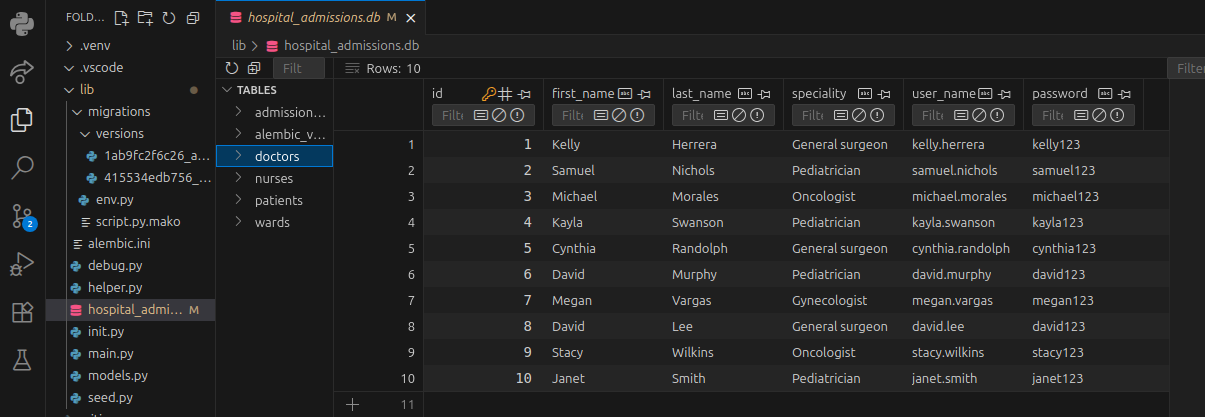 FOLD...
hospital_admissions.db M
.venv
.vscode
lib
migrations
versions
1ab9fc2f6c26_a...
415534edb756_...
env.py
script.py.mako
alembic.ini
debug.py
helper.py
hospital_admi... M
init.py
main.py
models.py
seed.py
2
lib > hospital_admissions.db
Filt
Rows: 10
Filter
TABLES
admission...
alembic_v...
doctors
nurses
patients
wards
id first_name last_name speciality user_name password
Filte Filte Filte Filte Filte Filte
1 1 Kelly Herrera General surgeon kelly.herrera kelly123
2 2 Samuel Nichols Pediatrician samuel.nichols samuel123
3 3 Michael Morales Oncologist michael.morales michael123
4 4 Kayla Swanson Pediatrician kayla.swanson kayla123
5 5 Cynthia Randolph General surgeon cynthia.randolph cynthia123
6 6 David Murphy Pediatrician david.murphy david123
7 7 Megan Vargas Gynecologist megan.vargas megan123
8 8 David Lee General surgeon david.lee david123
9 9 Stacy Wilkins Oncologist stacy.wilkins stacy123
10 10 Janet Smith Pediatrician janet.smith janet123
11